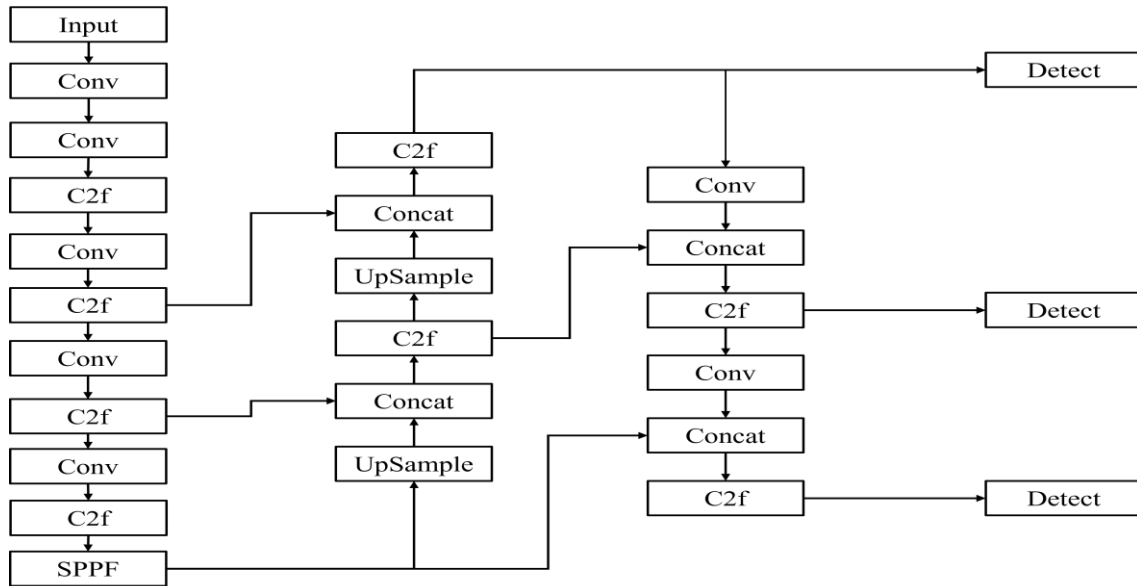 Input
Conv
Conv
C2f
Conv
C2f
Conv
C2f
Conv
C2f
SPPF
C2f
Concat
UpSample
C2f
Concat
UpSample
Conv
Concat
C2f
Conv
Concat
C2f
Detect
Detect
Detect